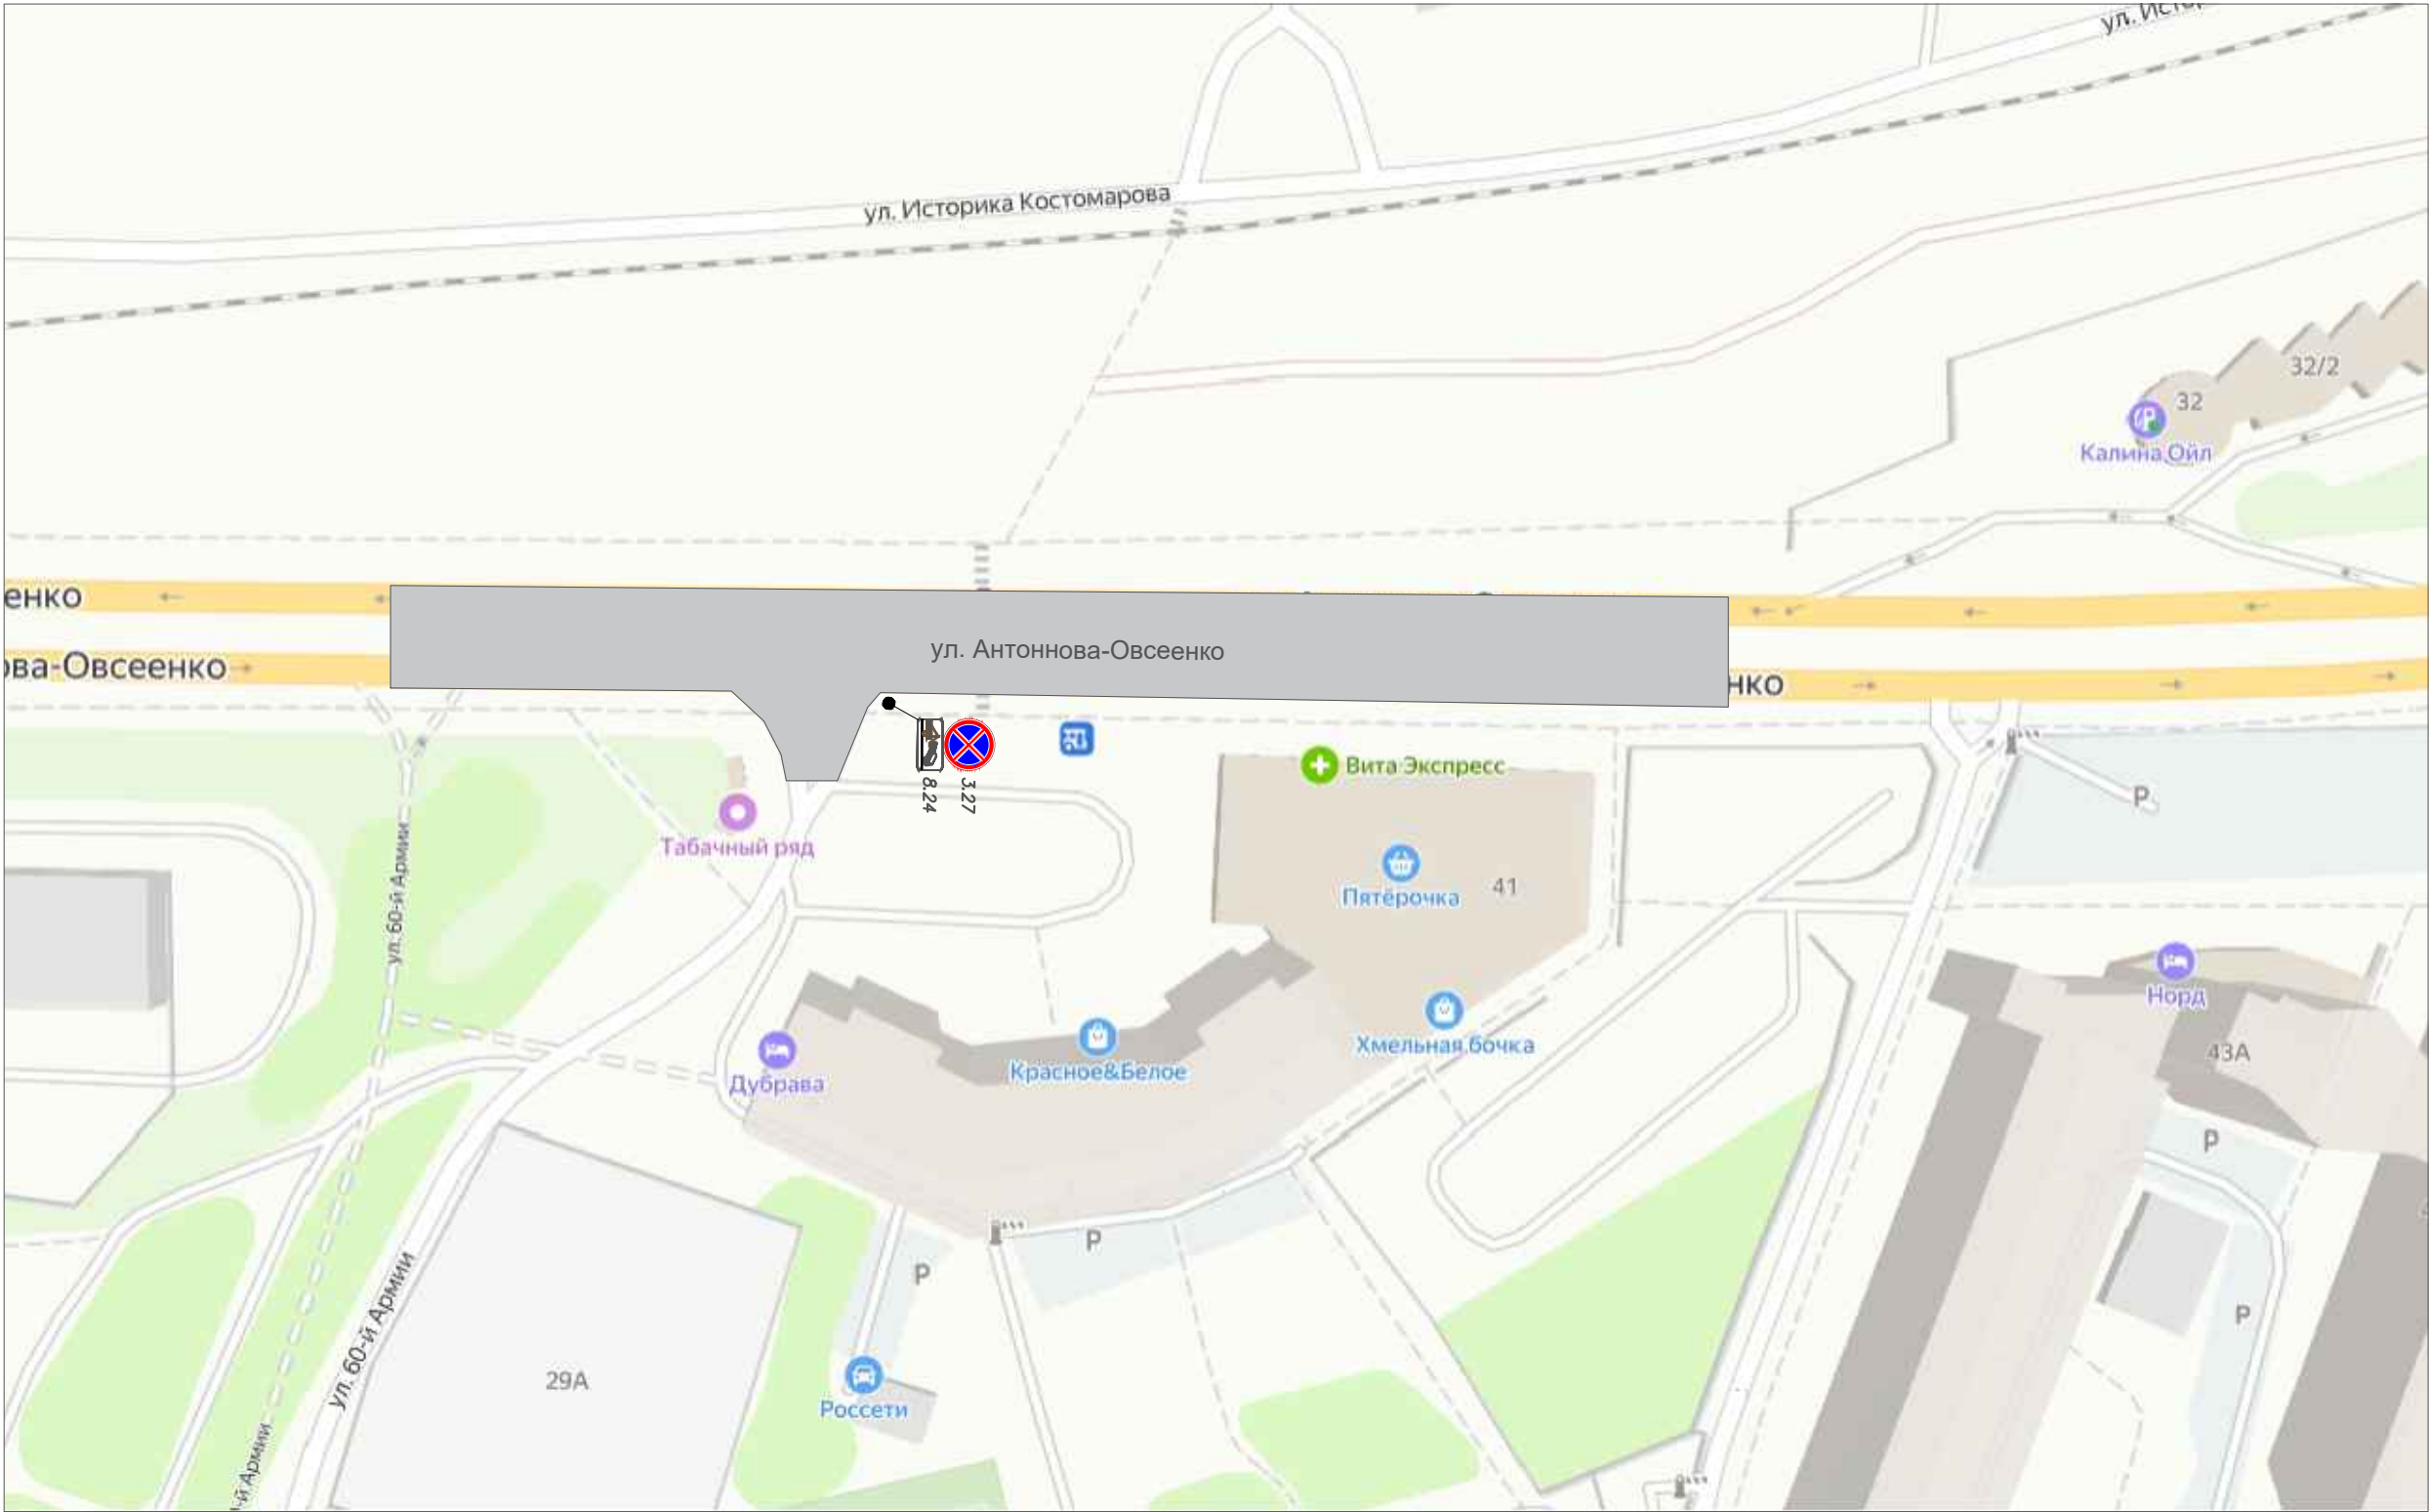 ул. Историка Костомарова
32/2
32
Калина Ойл
енко
ул. Антоннова-Овсеенко
ова-Овсеенко
нко
8.24
3.27
Вита Экспресс
Табачный ряд
Пятёрочка
41
P
ул. 60-й Армии
Норд
43А
Хмельная бочка
Красное&Белое
Дубрава
P
P
P
P
ул. 60-й Армии
29А
Россети
-й Армии